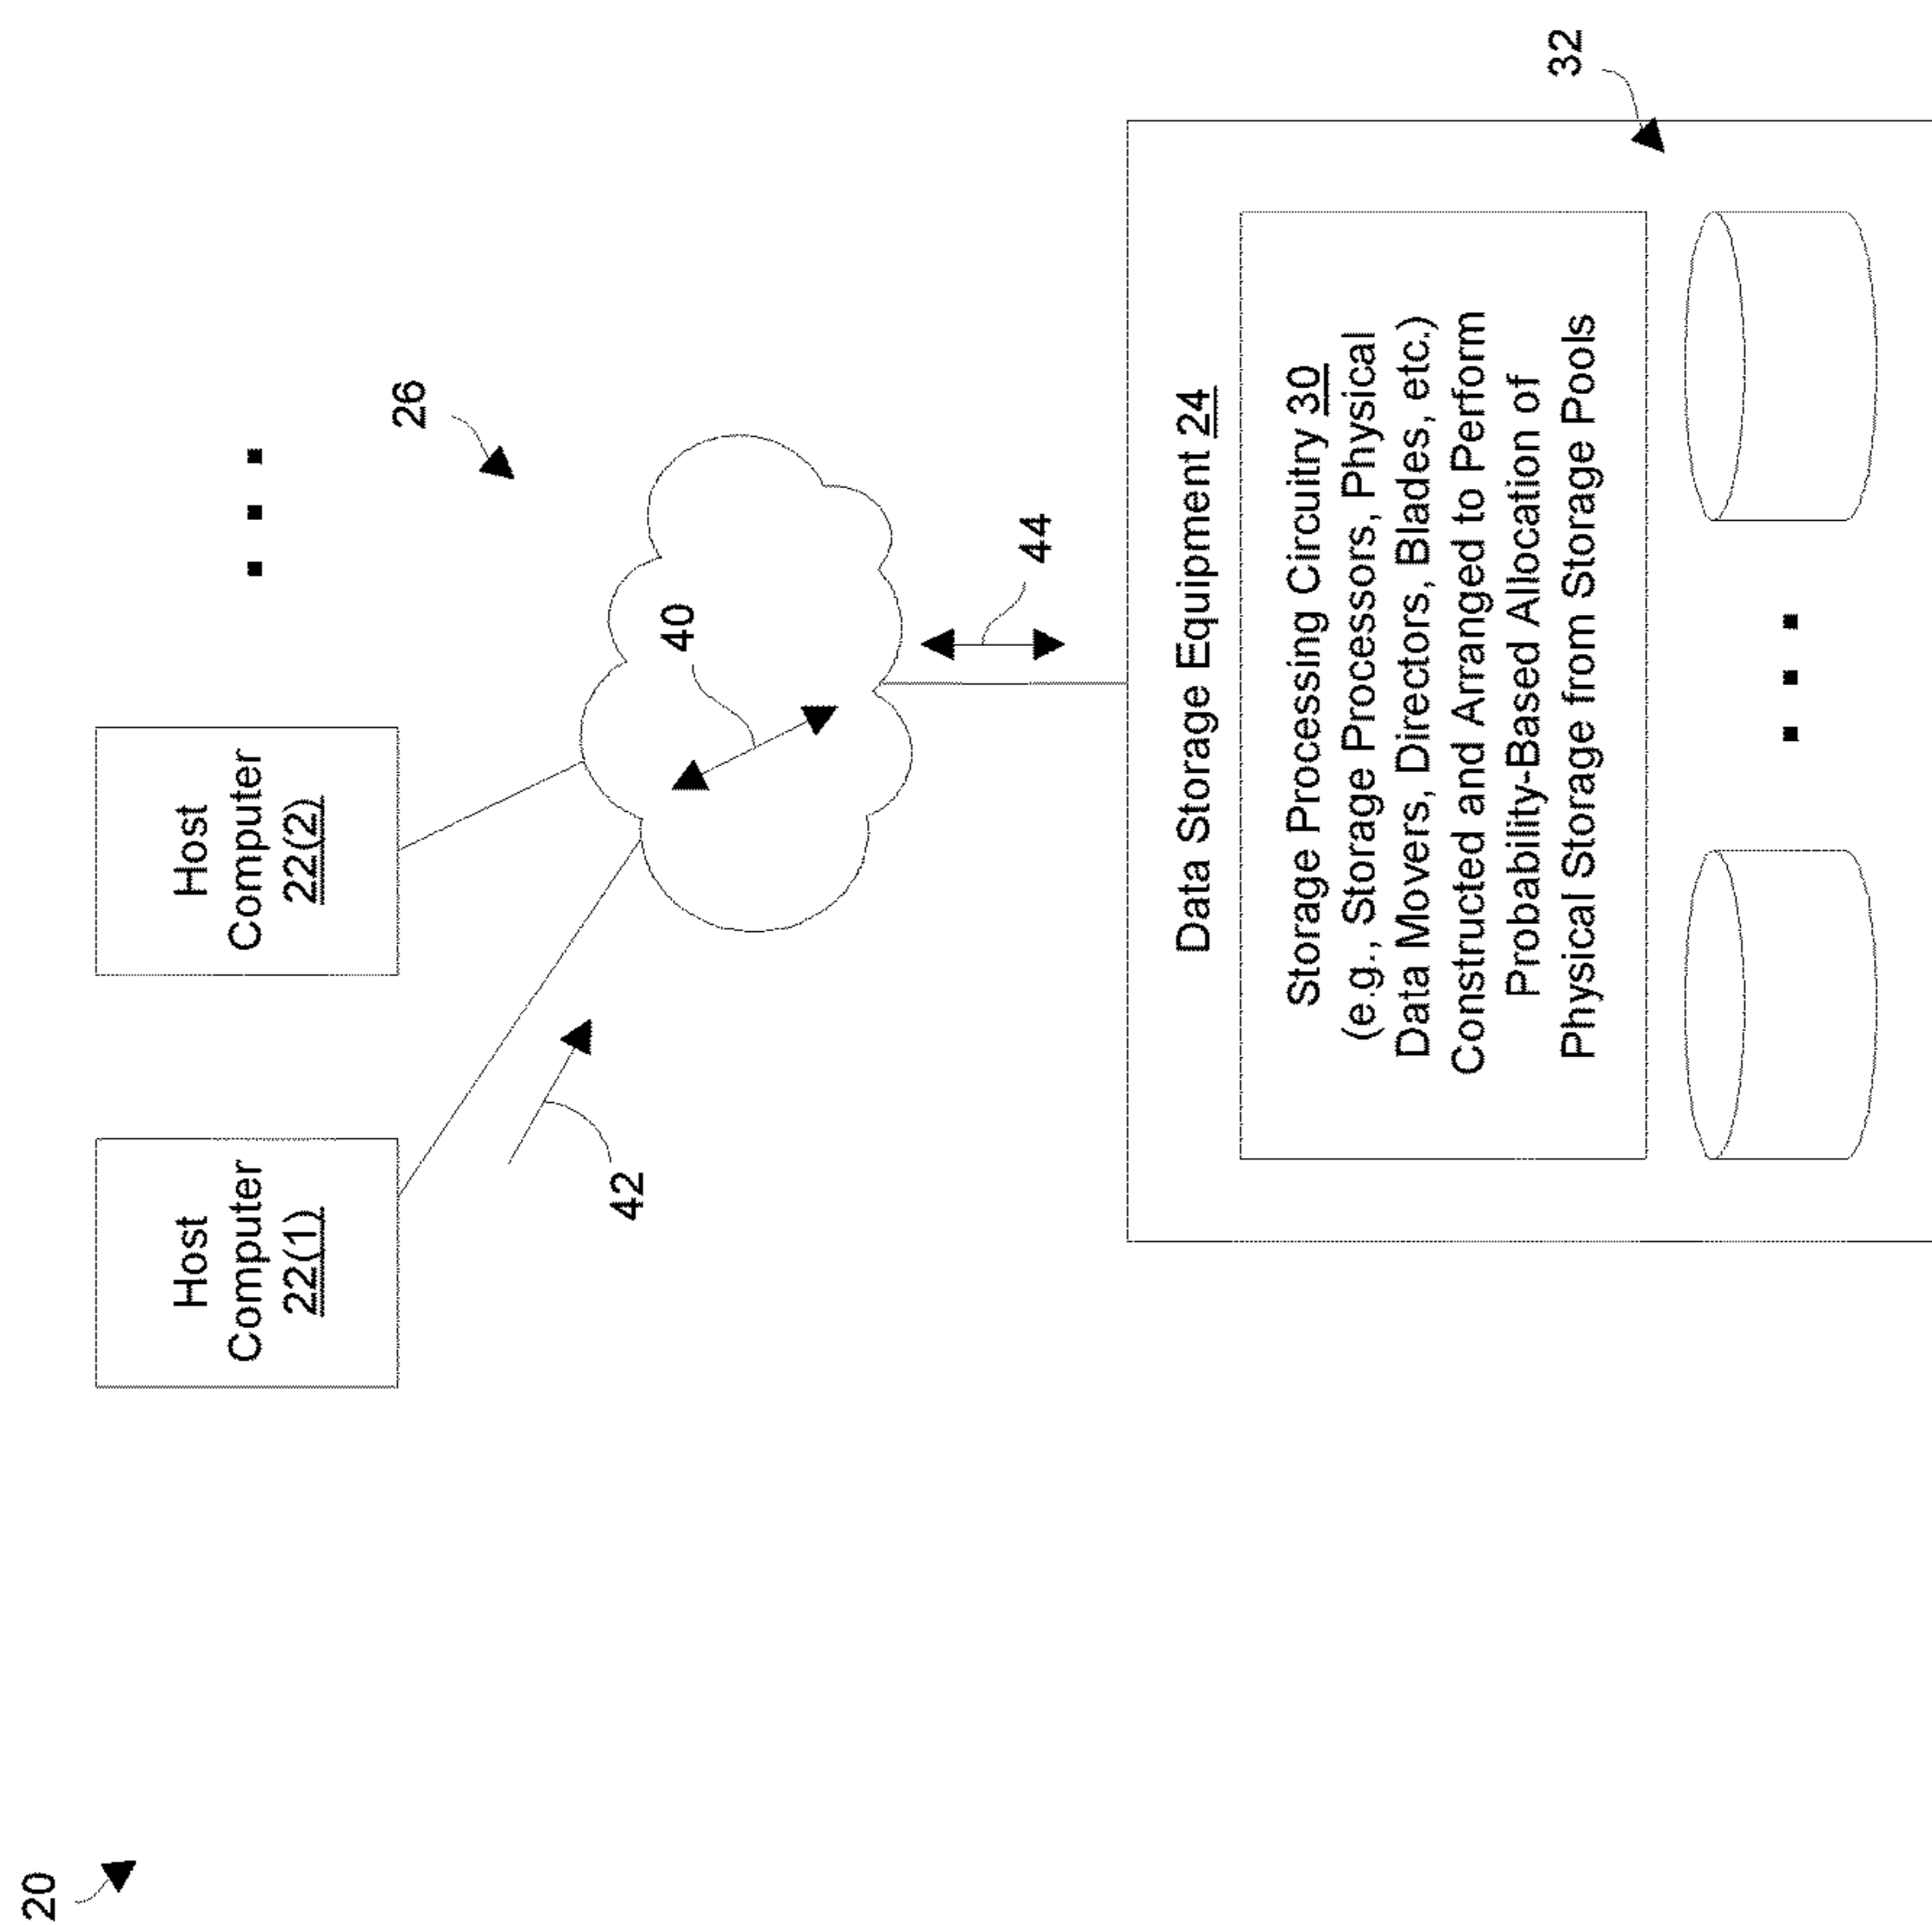 20
Host
Computer
22(1)
Host
Computer
22(2)
26
42
40
44
Data Storage Equipment 24
Storage Processing Circuitry 30
(e.g., Storage Processors, Physical
Data Movers, Directors, Blades, etc.)
Constructed and Arranged to Perform
Probability-Based Allocation of
Physical Storage from Storage Pools
32